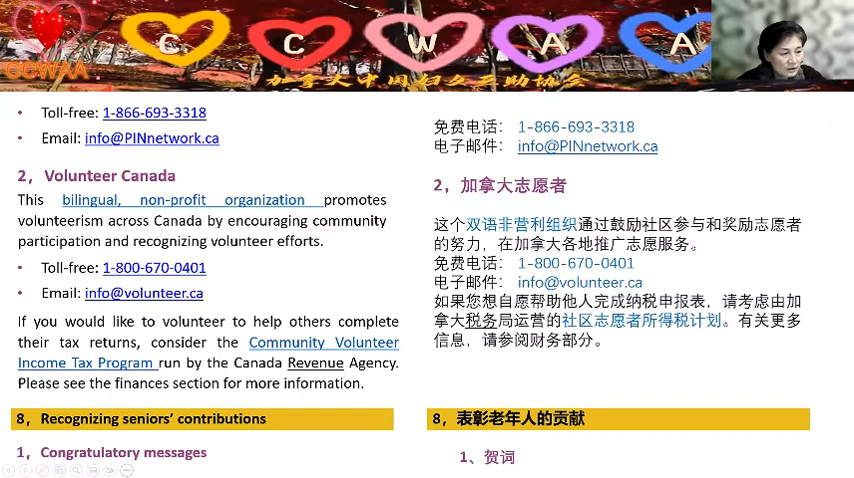 C C W A A
CCWAA
加拿大中国妇女互助协会
• Toll-free: 1-866-693-3318
• Email: info@PINnetwork.ca
2，Volunteer Canada
This bilingual, non-profit organization promotes
volunteerism across Canada by encouraging community
participation and recognizing volunteer efforts.
• Toll-free: 1-800-670-0401
• Email: info@volunteer.ca
If you would like to volunteer to help others complete
their tax returns, consider the Community Volunteer
Income Tax Program run by the Canada Revenue Agency.
Please see the finances section for more information.
8，Recognizing seniors’ contributions
1，Congratulatory messages
免费电话： 1-866-693-3318
电子邮件： info@PINnetwork.ca
2，加拿大志愿者
这个双语非营利组织通过鼓励社区参与和奖励志愿者
的努力，在加拿大各地推广志愿服务。
免费电话： 1-800-670-0401
电子邮件： info@volunteer.ca
如果您想自愿帮助他人完成纳税申报表，请考虑由加
拿大税务局运营的社区志愿者所得税计划。有关更多
信息，请参阅财务部分。
8，表彰老年人的贡献
1、贺词